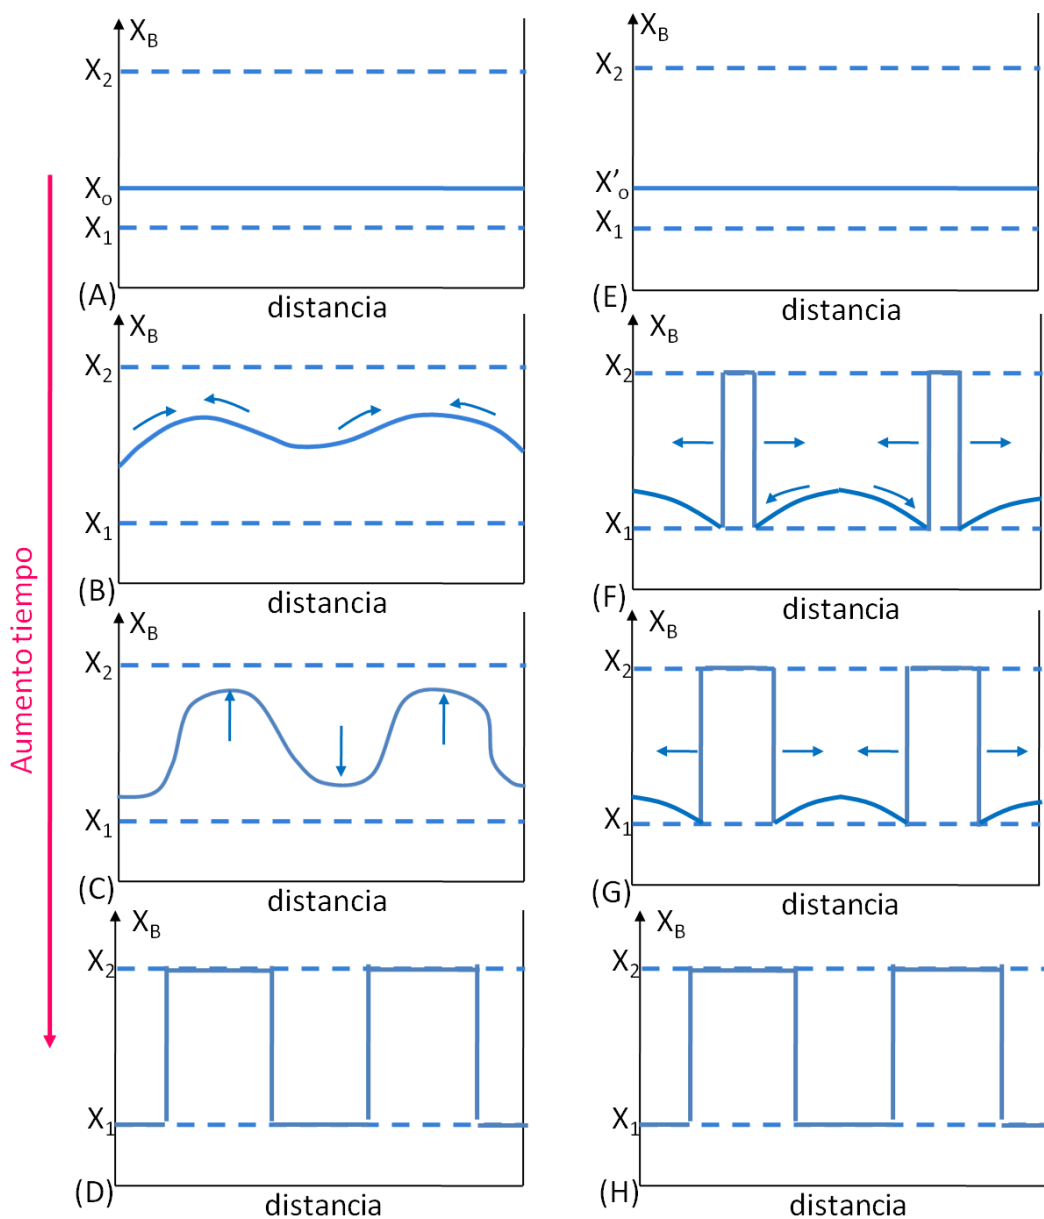 X_B
X_2
X_o
X_1
(A)
distancia
X_B
X_2
X_1
(B)
distancia
X_B
X_2
X_1
(C)
distancia
X_B
X_2
X_1
(D)
distancia
Aumento tiempo
X_B
X_2
X'_o
X_1
(E)
distancia
X_B
X_2
X_1
(F)
distancia
X_B
X_2
X_1
(G)
distancia
X_B
X_2
X_1
(H)
distancia